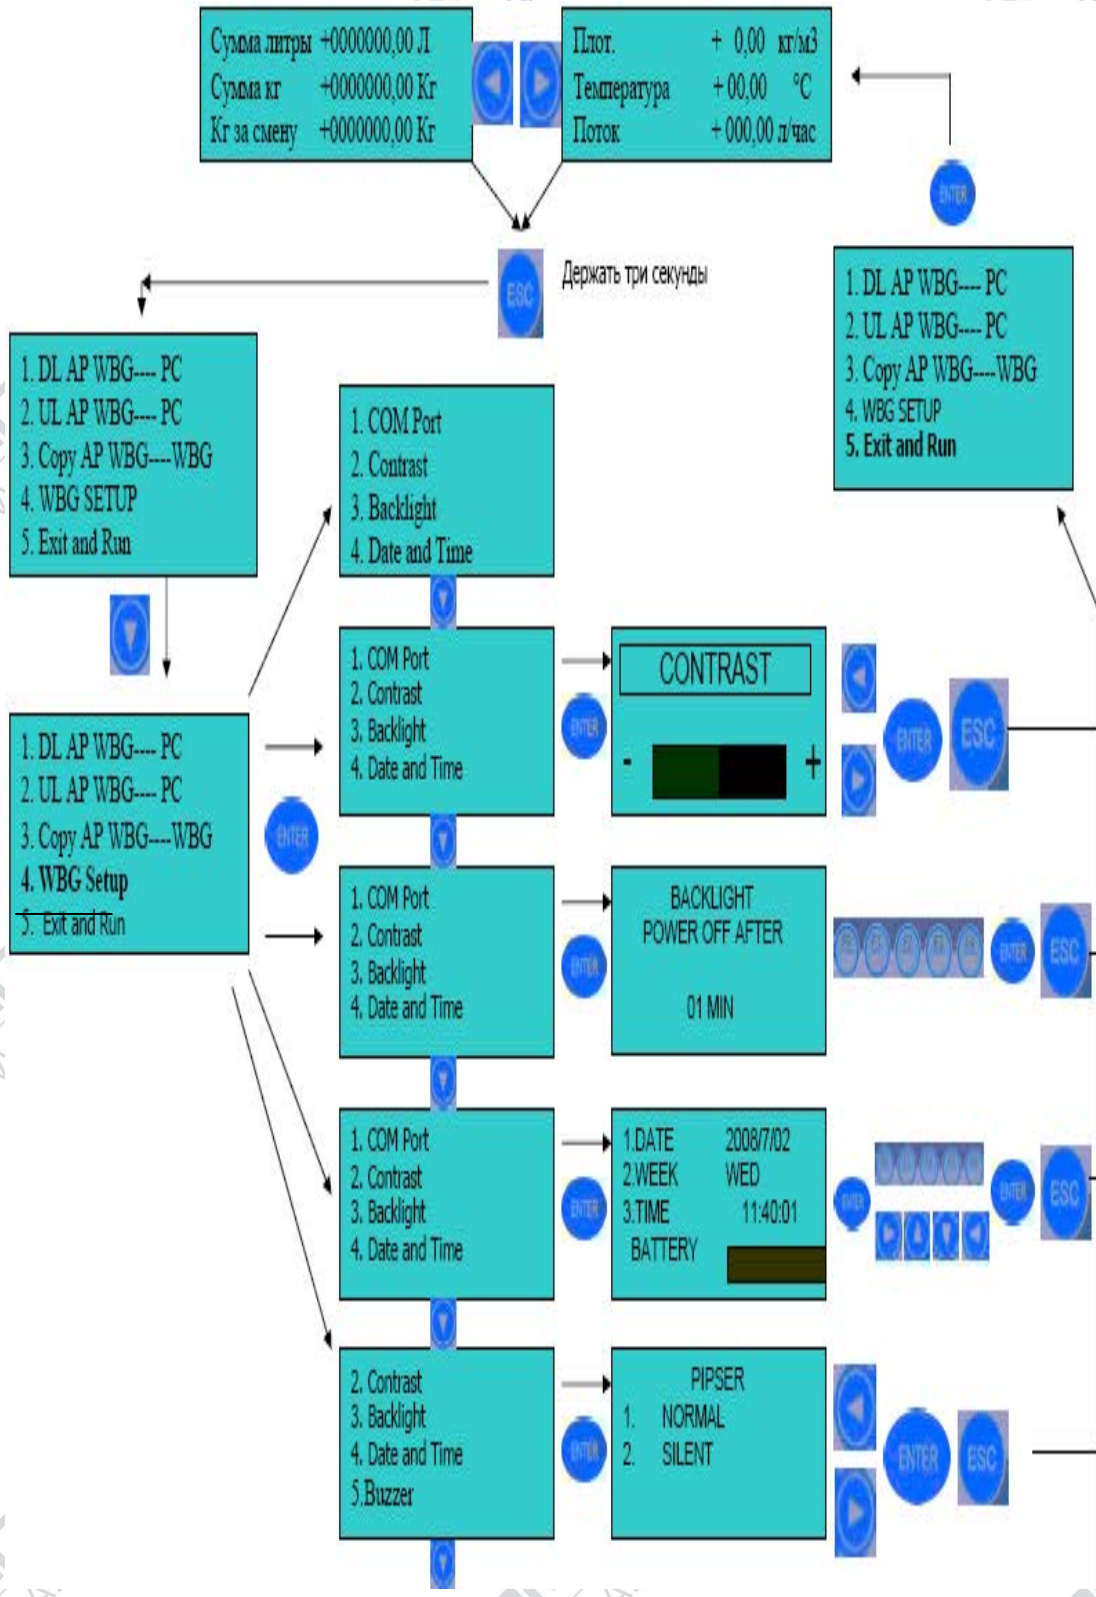 Сумма литры +0000000,00 Л
Сумма кг +0000000,00 Кг
Кг за смену +0000000,00 Кг
Плот. + 0,00 кг/м3
Температура +00,00 °C
Поток +000,00 л/час
ENTER
ESC
Держать три секунды
1. DL AP WBG---- PC
2. UL AP WBG---- PC
3. Copy AP WBG----WBG
4. WBG SETUP
5. Exit and Run
1. DL AP WBG---- PC
2. UL AP WBG---- PC
3. Copy AP WBG----WBG
4. WBG SETUP
5. Exit and Run
1. COM Port
2. Contrast
3. Backlight
4. Date and Time
1. DL AP WBG---- PC
2. UL AP WBG---- PC
3. Copy AP WBG----WBG
4. WBG Setup
5. Exit and Run
ENTER
1. COM Port
2. Contrast
3. Backlight
4. Date and Time
ENTER
CONTRAST
- +
ENTER
ESC
1. COM Port
2. Contrast
3. Backlight
4. Date and Time
ENTER
BACKLIGHT
POWER OFF AFTER
01 MIN
ENTER
ESC
1. COM Port
2. Contrast
3. Backlight
4. Date and Time
ENTER
1.DATE 2008/7/02
2.WEEK WED
3.TIME 11:40:01
BATTERY
ENTER
ENTER
ESC
2. Contrast
3. Backlight
4. Date and Time
5.Buzzer
ENTER
PIPSER
1. NORMAL
2. SILENT
ENTER
ESC